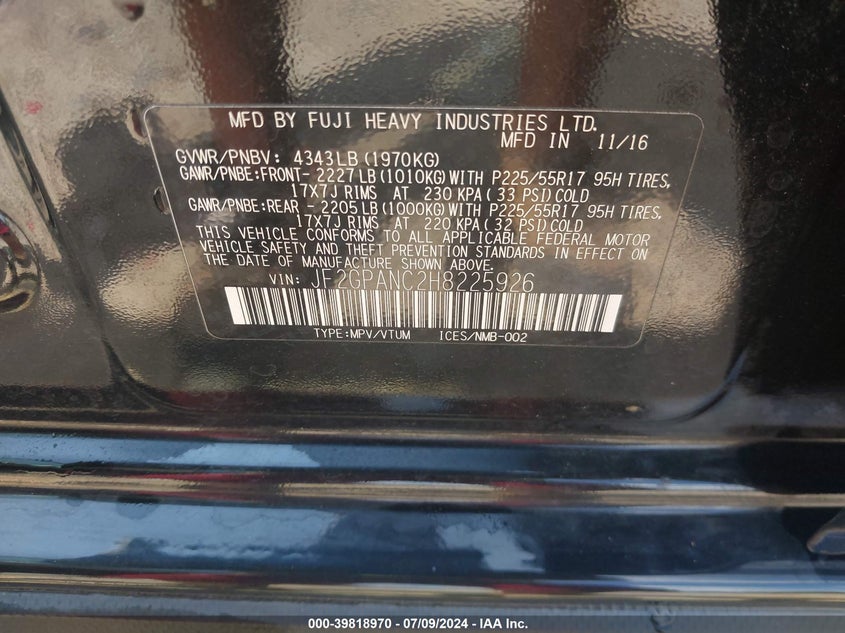 MFD BY FUJI HEAVY INDUSTRIES LTD.
MFD IN 11/16
GVWR/PNBV: 4343LB(1970KG)
GAWR/PNBE:FRONT-2227LB(1010KG)WITH P225/55R17 95H TIRES,
17X7J RIMS AT 230 KPA(33 PSI)COLD
GAWR/PNBE:REAR -2205LB(1000KG)WITH P225/55R17 95H TIRES,
17X7J RIMS AT 220 KPA(32 PSI)COLD
THIS VEHICLE CONFORMS TO ALL APPLICABLE FEDERAL MOTOR
VEHICLE SAFETY AND THEFT PREVENTION STANDARDS IN EFFECT ON
THE DATE OF MANUFACTURE SHOWN ABOVE.
VIN: JF2GPANC2H8225926
TYPE:MPV/VTUM ICES/NMB-002
000-39818970 - 07/09/2024 - IAA Inc.